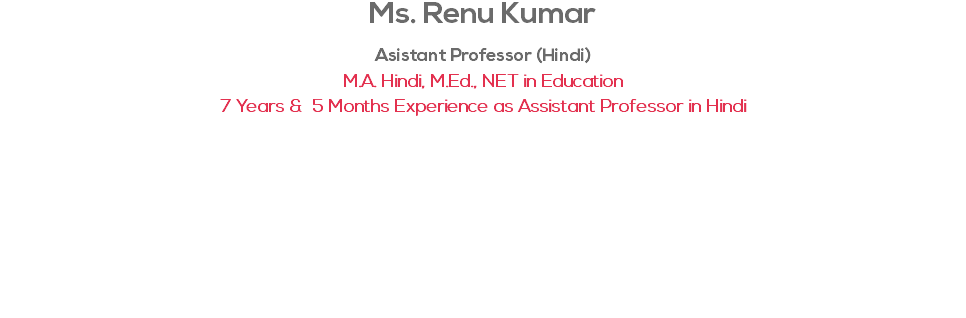 Ms. Renu Kumar
Asistant Professor (Hindi)
M.A. Hindi, M.Ed., NET in Education
7 Years &  5 Months Experience as Assistant Professor in Hindi